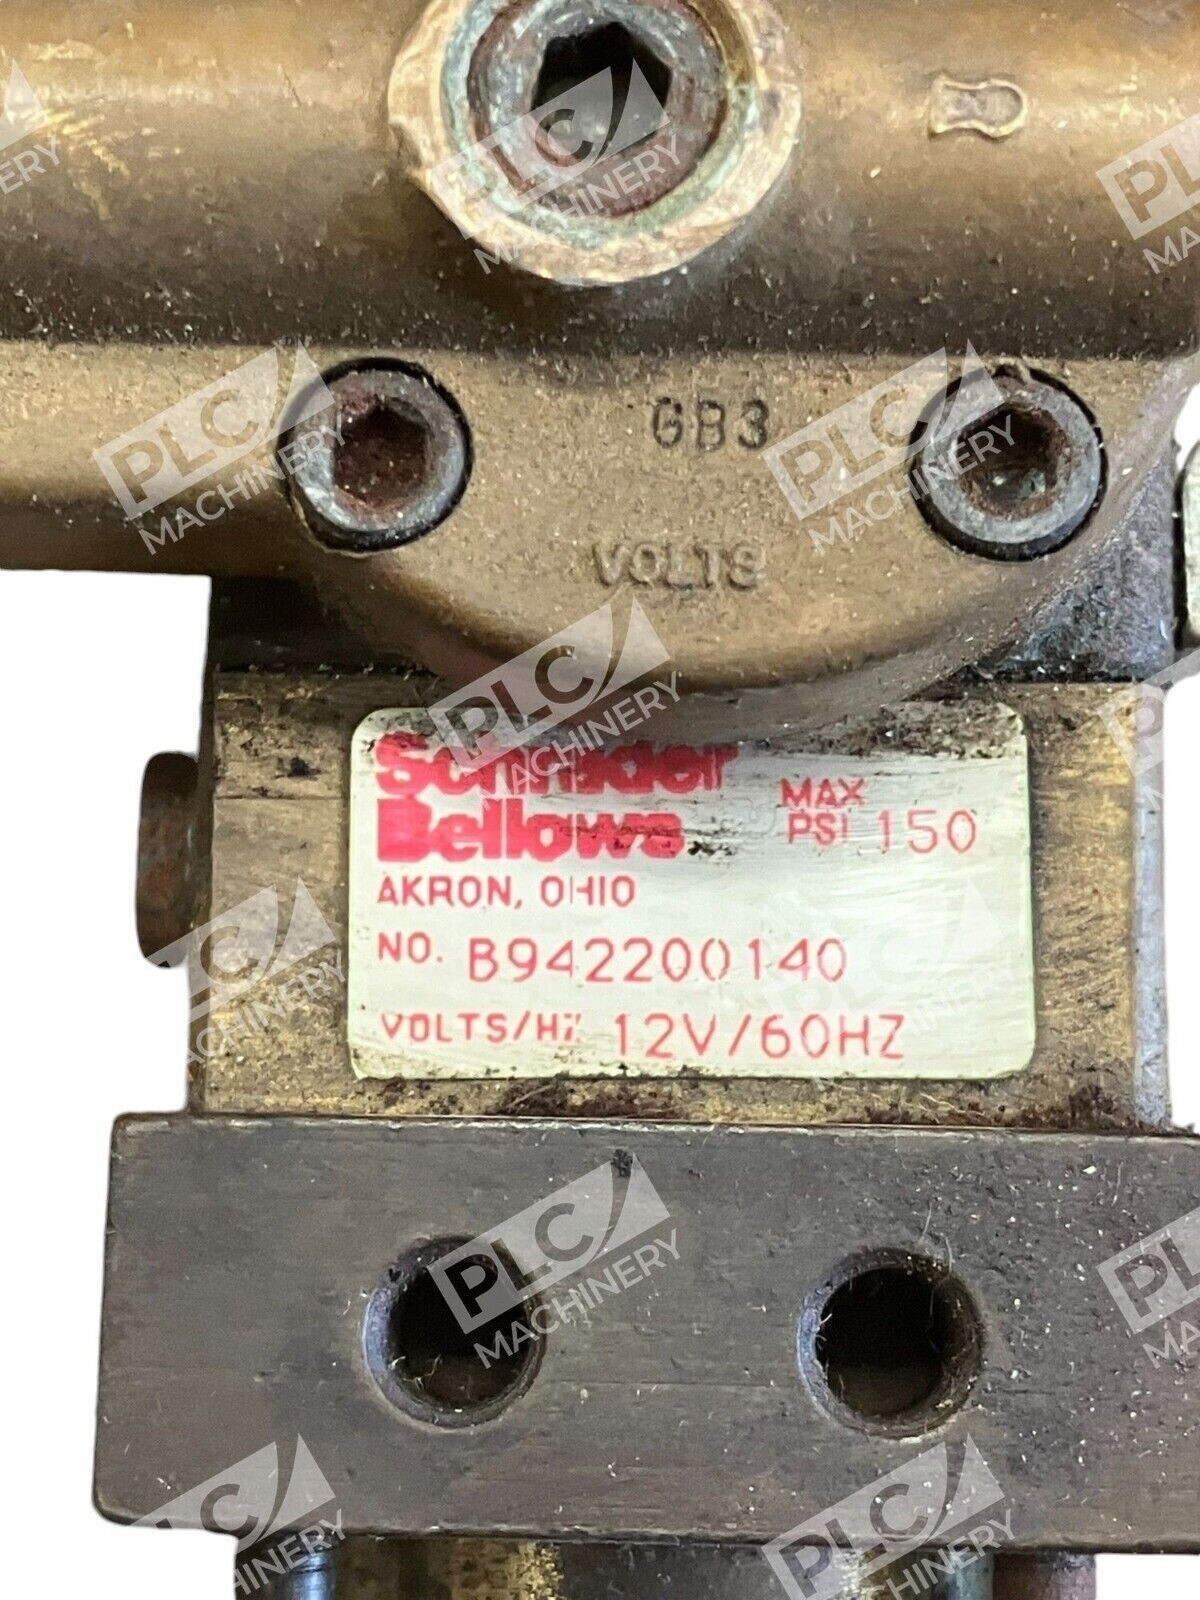 GB3
VOLTS
Schrader
Bellows
MAX
PSI 150
AKRON, OHIO
NO. B942200140
VOLTS/HZ 12V/60HZ
PLC
MACHINERY